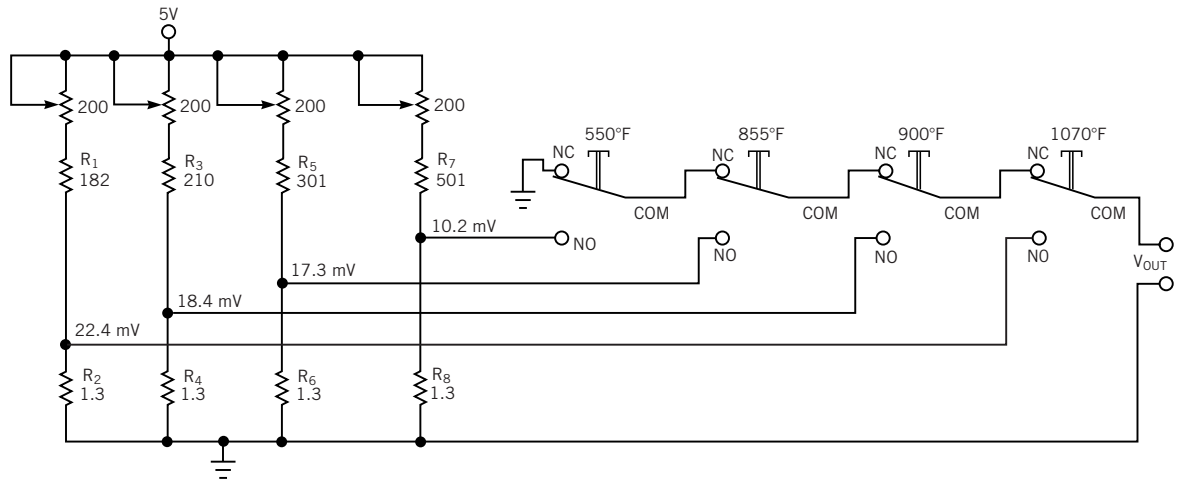 5V
200
200
200
200
R1
182
R3
210
R5
301
R7
501
550°F
855°F
900°F
1070°F
NC
NC
NC
NC
COM
COM
COM
COM
10.2 mV
NO
NO
NO
NO
17.3 mV
18.4 mV
22.4 mV
VOUT
R2
1.3
R4
1.3
R6
1.3
R8
1.3